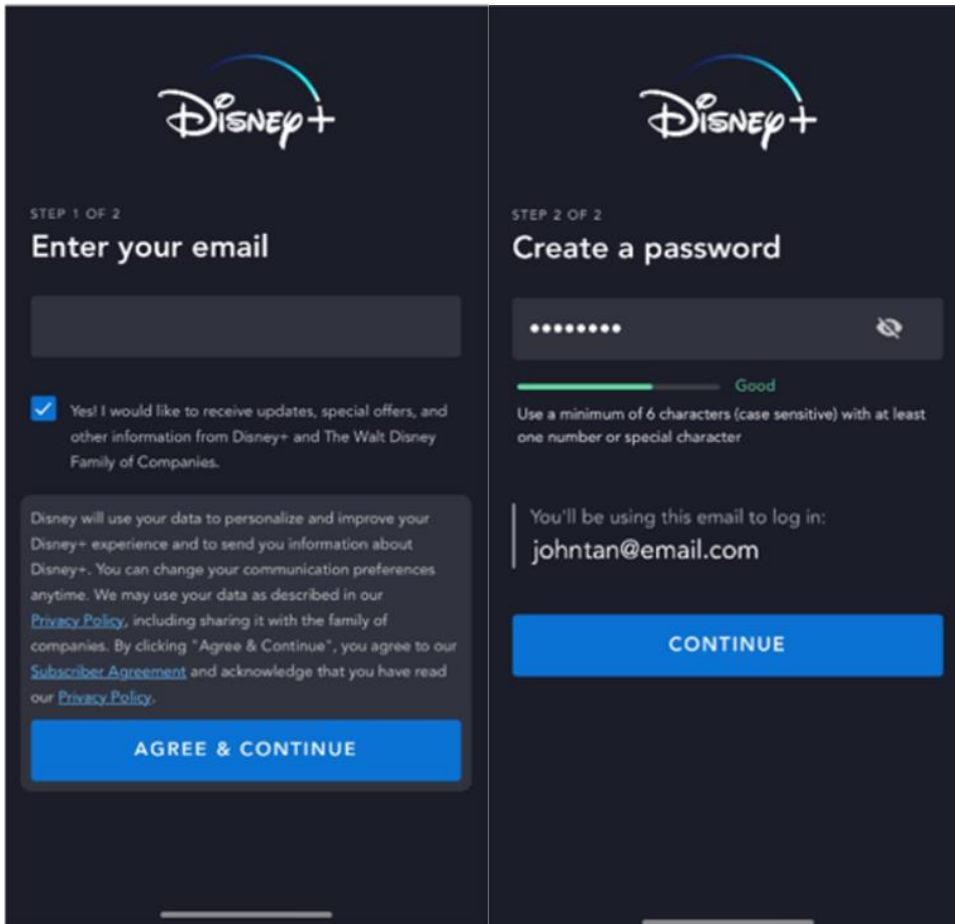 Disney+
STEP 1 OF 2
Enter your email
Yes! I would like to receive updates, special offers, and
other information from Disney+ and The Walt Disney
Family of Companies.
Disney will use your data to personalize and improve your
Disney+ experience and to send you information about
Disney+. You can change your communication preferences
anytime. We may use your data as described in our
Privacy Policy, including sharing it with the family of
companies. By clicking "Agree & Continue", you agree to our
Subscriber Agreement and acknowledge that you have read
our Privacy Policy.
AGREE & CONTINUE
Disney+
STEP 2 OF 2
Create a password
••••••••
Good
Use a minimum of 6 characters (case sensitive) with at least
one number or special character
You'll be using this email to log in:
johntan@email.com
CONTINUE